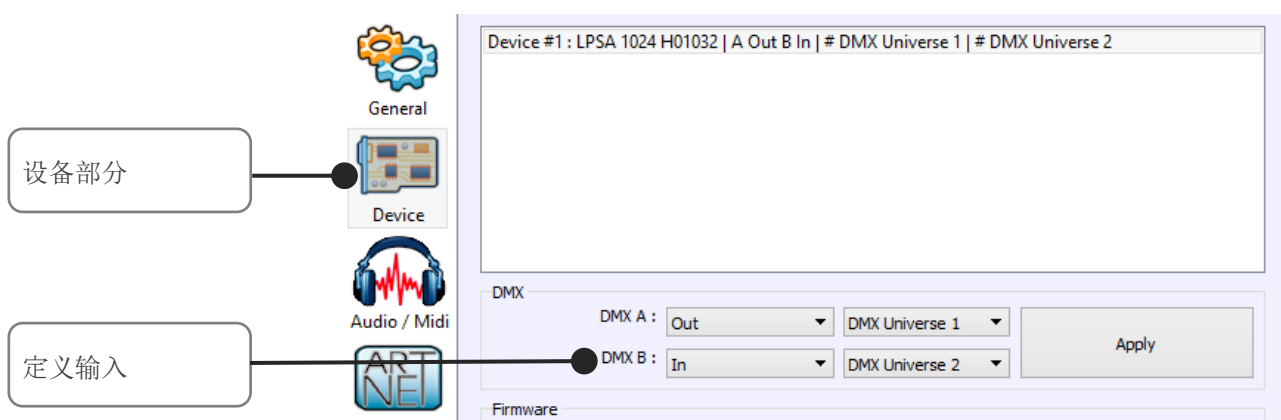 Device #1 : LPSA 1024 H01032 | A Out B In | # DMX Universe 1 | # DMX Universe 2
General
设备部分
Device
Audio / Midi
定义输入
ART
NET
DMX
DMX A : Out DMX Universe 1
DMX B : In DMX Universe 2
Apply
Firmware